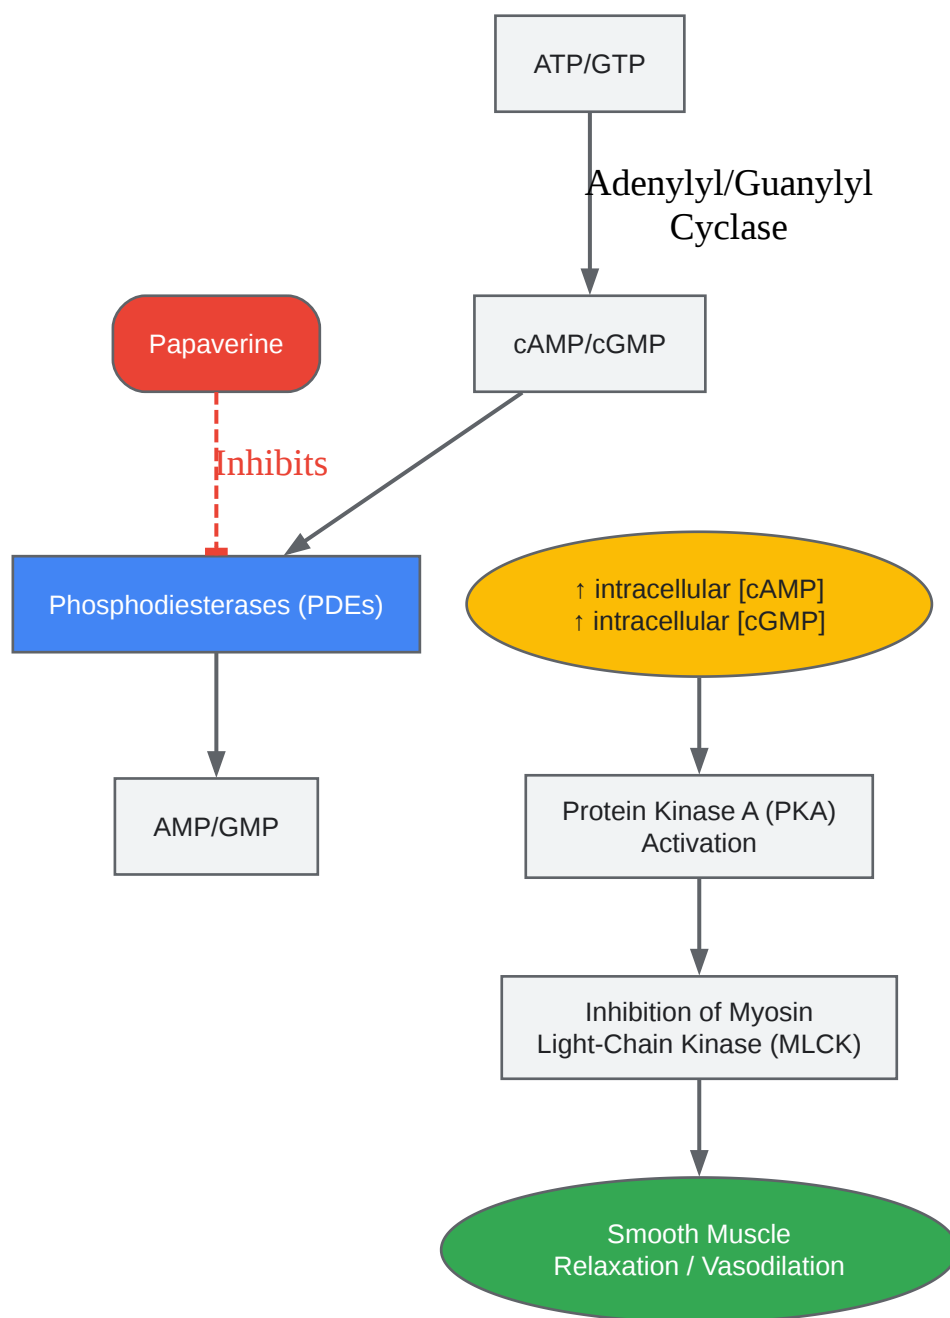 ATP/GTP
Adenylyl/Guanylyl
Cyclase
Papaverine
cAMP/cGMP
Inhibits
Phosphodiesterases (PDEs)
↑ intracellular [cAMP]
↑ intracellular [cGMP]
AMP/GMP
Protein Kinase A (PKA)
Activation
Inhibition of Myosin
Light-Chain Kinase (MLCK)
Smooth Muscle
Relaxation / Vasodilation